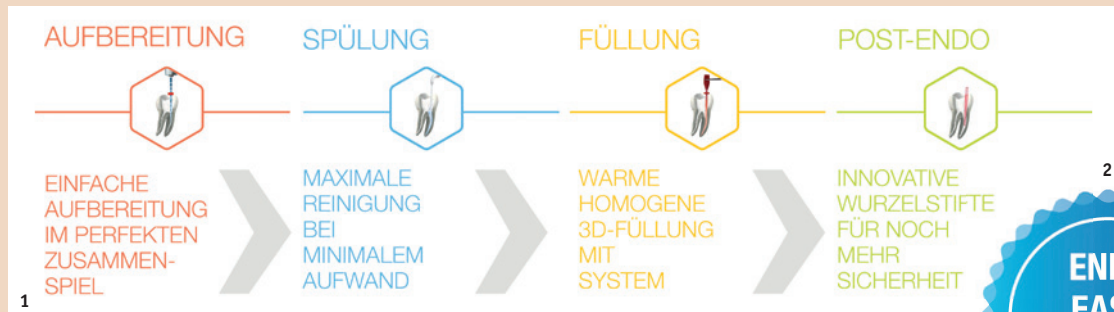 AUFBEREITUNG
EINFACHE
AUFBEREITUNG
IM PERFEKTEN
ZUSAMMEN-
SPIEL
SPÜLUNG
MAXIMALE
REINIGUNG
BEI
MINIMALEM
AUFWAND
FÜLLUNG
WARME
HOMOGENE
3D-FÜLLUNG
MIT
SYSTEM
POST-ENDO
INNOVATIVE
WURZELSTIFTE
FÜR NOCH
MEHR
SICHERHEIT
1
2